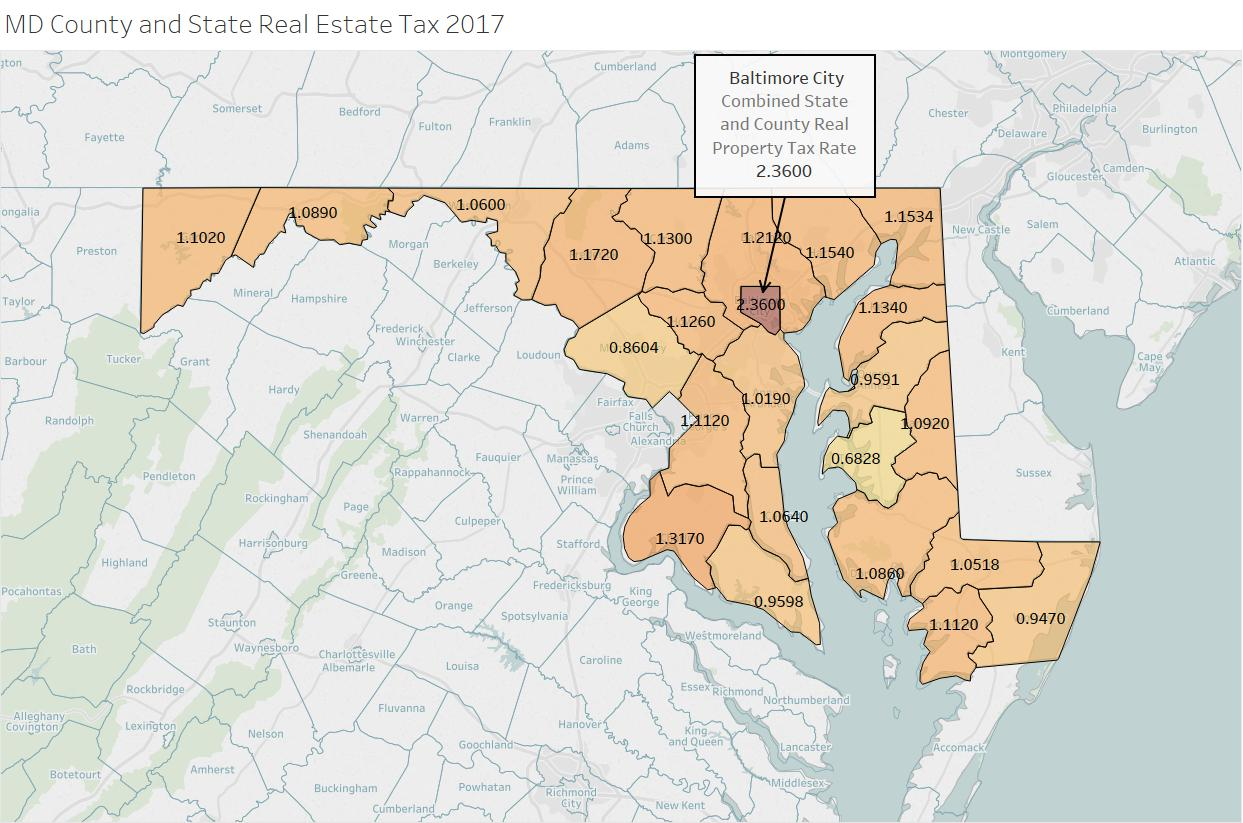 MD County and State Real Estate Tax 2017
Montgomery
Cumberland
Baltimore City
Combined State
and County Real
Property Tax Rate
2.3600
Somerset
Bedford
Fulton
Franklin
Fayette
Adams
Chester
Philadelphia
Delaware
Burlington
Camden
Gloucester
ongalia
Preston
1.1020
1.0890
1.0600
Morgan
Berkeley
1.1720
1.1300
1.2120
1.1540
1.1534
New Castle
Salem
Atlantic
Taylor
Mineral
Hampshire
Jefferson
1.1260
2.3600
1.1340
Cumberland
Barbour
Tucker
Grant
Frederick
Winchester
Clarke
Loudoun
0.8604
Kent
Cape
May
Hardy
0.9591
Randolph
Warren
Fairfax
Falls
Church
Alexandria
1.0190
1.1120
1.0920
Shenandoah
Fauquier
Manassas
Prince
William
0.6828
Sussex
Pendleton
Rappahannock
Rockingham
Page
Culpeper
Stafford
1.0640
1.3170
Harrisonburg
Madison
Highland
Greene
Fredericksburg
King
George
1.0860
1.0518
Pocahontas
Orange
Spotsylvania
0.9598
1.1120
0.9470
Staunton
Waynesboro
Charlottesville
Albemarle
Louisa
Caroline
Westmoreland
Bath
Rockbridge
Essex
Richmond
Northumberland
Alleghany
Covington
Lexington
Nelson
Fluvanna
Hanover
King
and Queen
Goochland
Lancaster
Accomack
Botetourt
Amherst
Buckingham
Powhatan
Richmond
City
Middlesex
Cumberland
New Kent